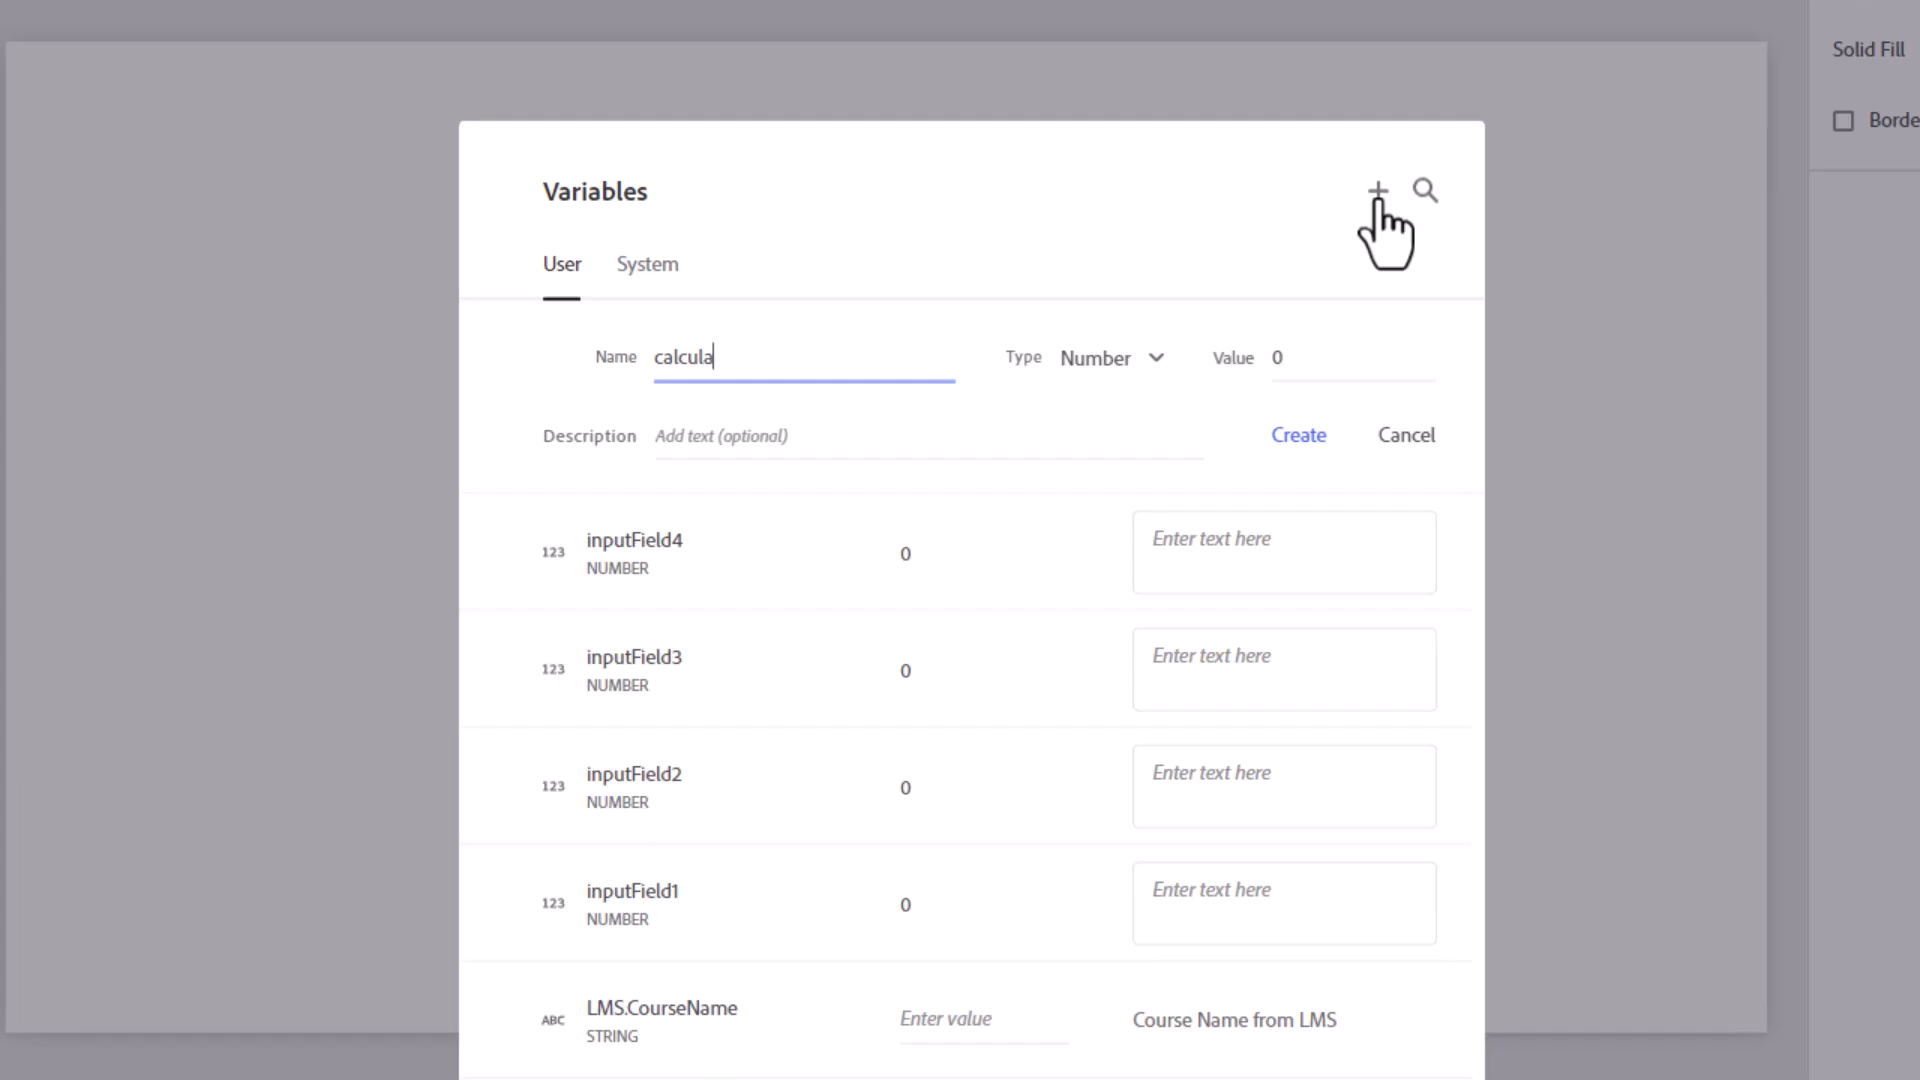 Solid Fill
Borde
Variables
User System
Name calcula Type Number Value 0
Description Add text (optional) Create Cancel
123 inputField4 0 Enter text here
NUMBER
123 inputField3 0 Enter text here
NUMBER
123 inputField2 0 Enter text here
NUMBER
123 inputField1 0 Enter text here
NUMBER
ABC LMS.CourseName Enter value Course Name from LMS
STRING